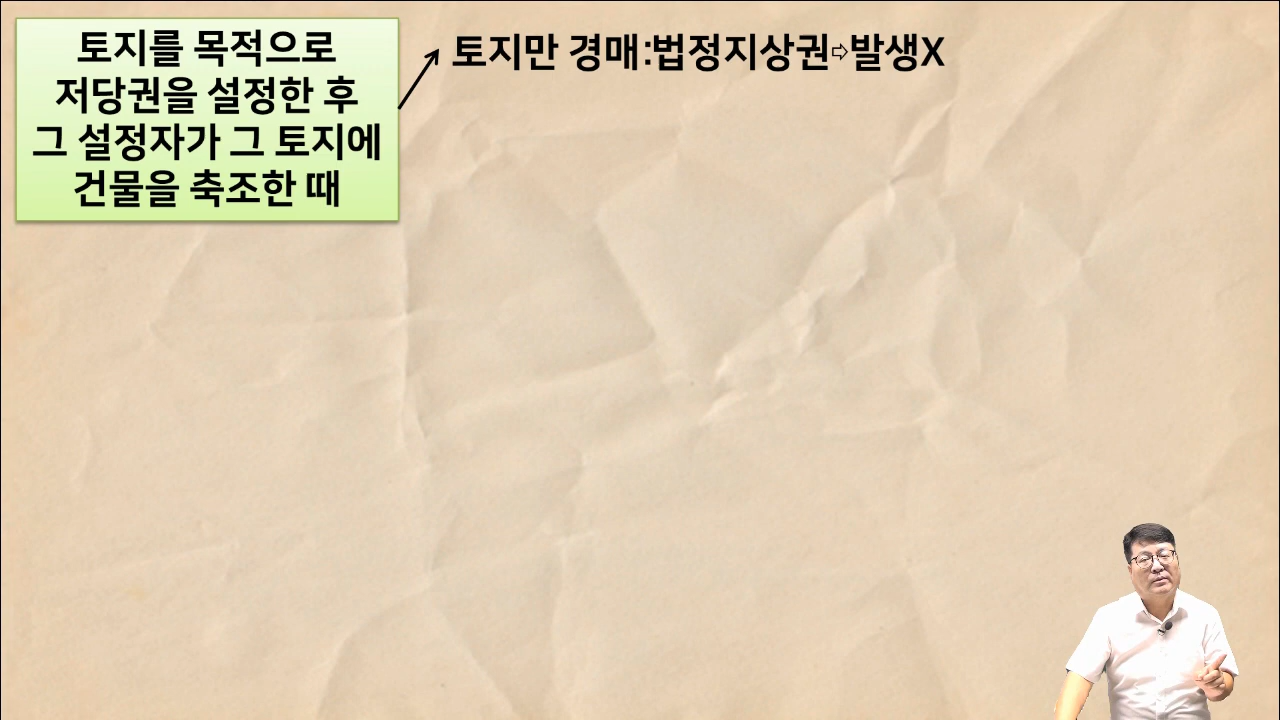 토지를 목적으로
저당권을 설정한 후
그 설정자가 그 토지에
건물을 축조한 때
토지만 경매:법정지상권⇨발생X